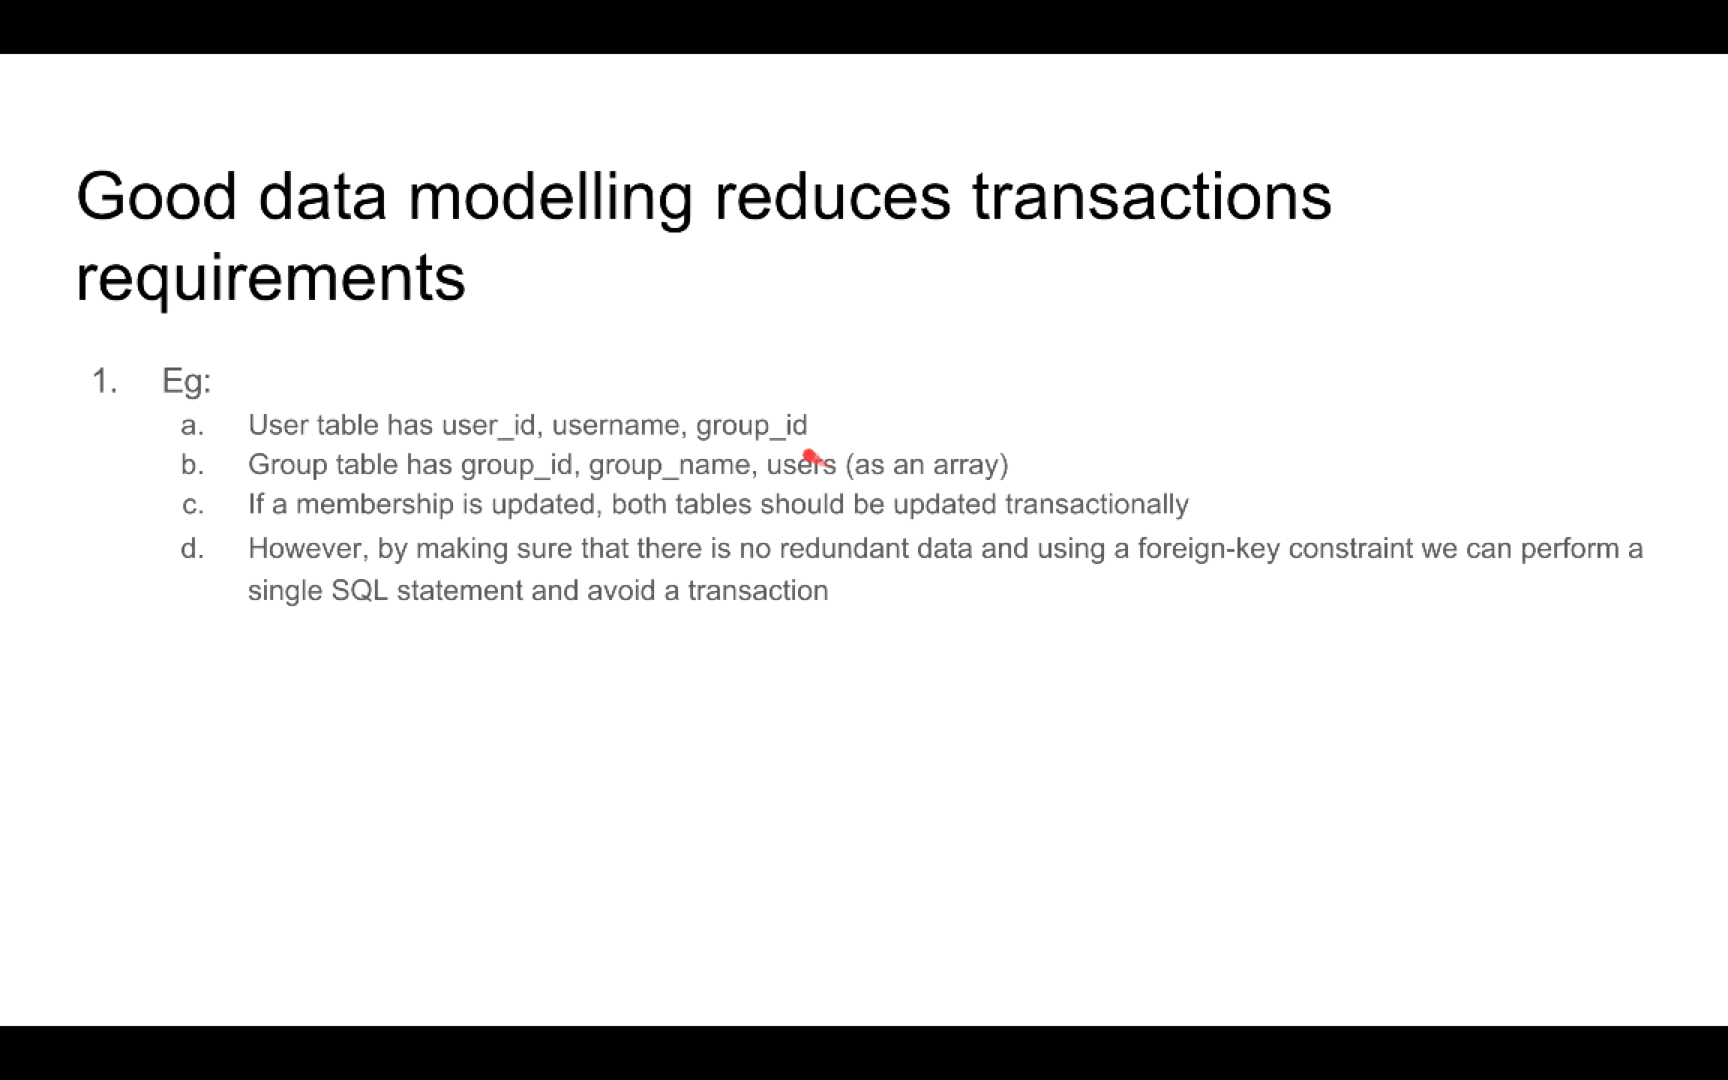 Good data modelling reduces transactions
requirements
1. Eg:
a. User table has user_id, username, group_id
b. Group table has group_id, group_name, users (as an array)
c. If a membership is updated, both tables should be updated transactionally
d. However, by making sure that there is no redundant data and using a foreign-key constraint we can perform a
single SQL statement and avoid a transaction